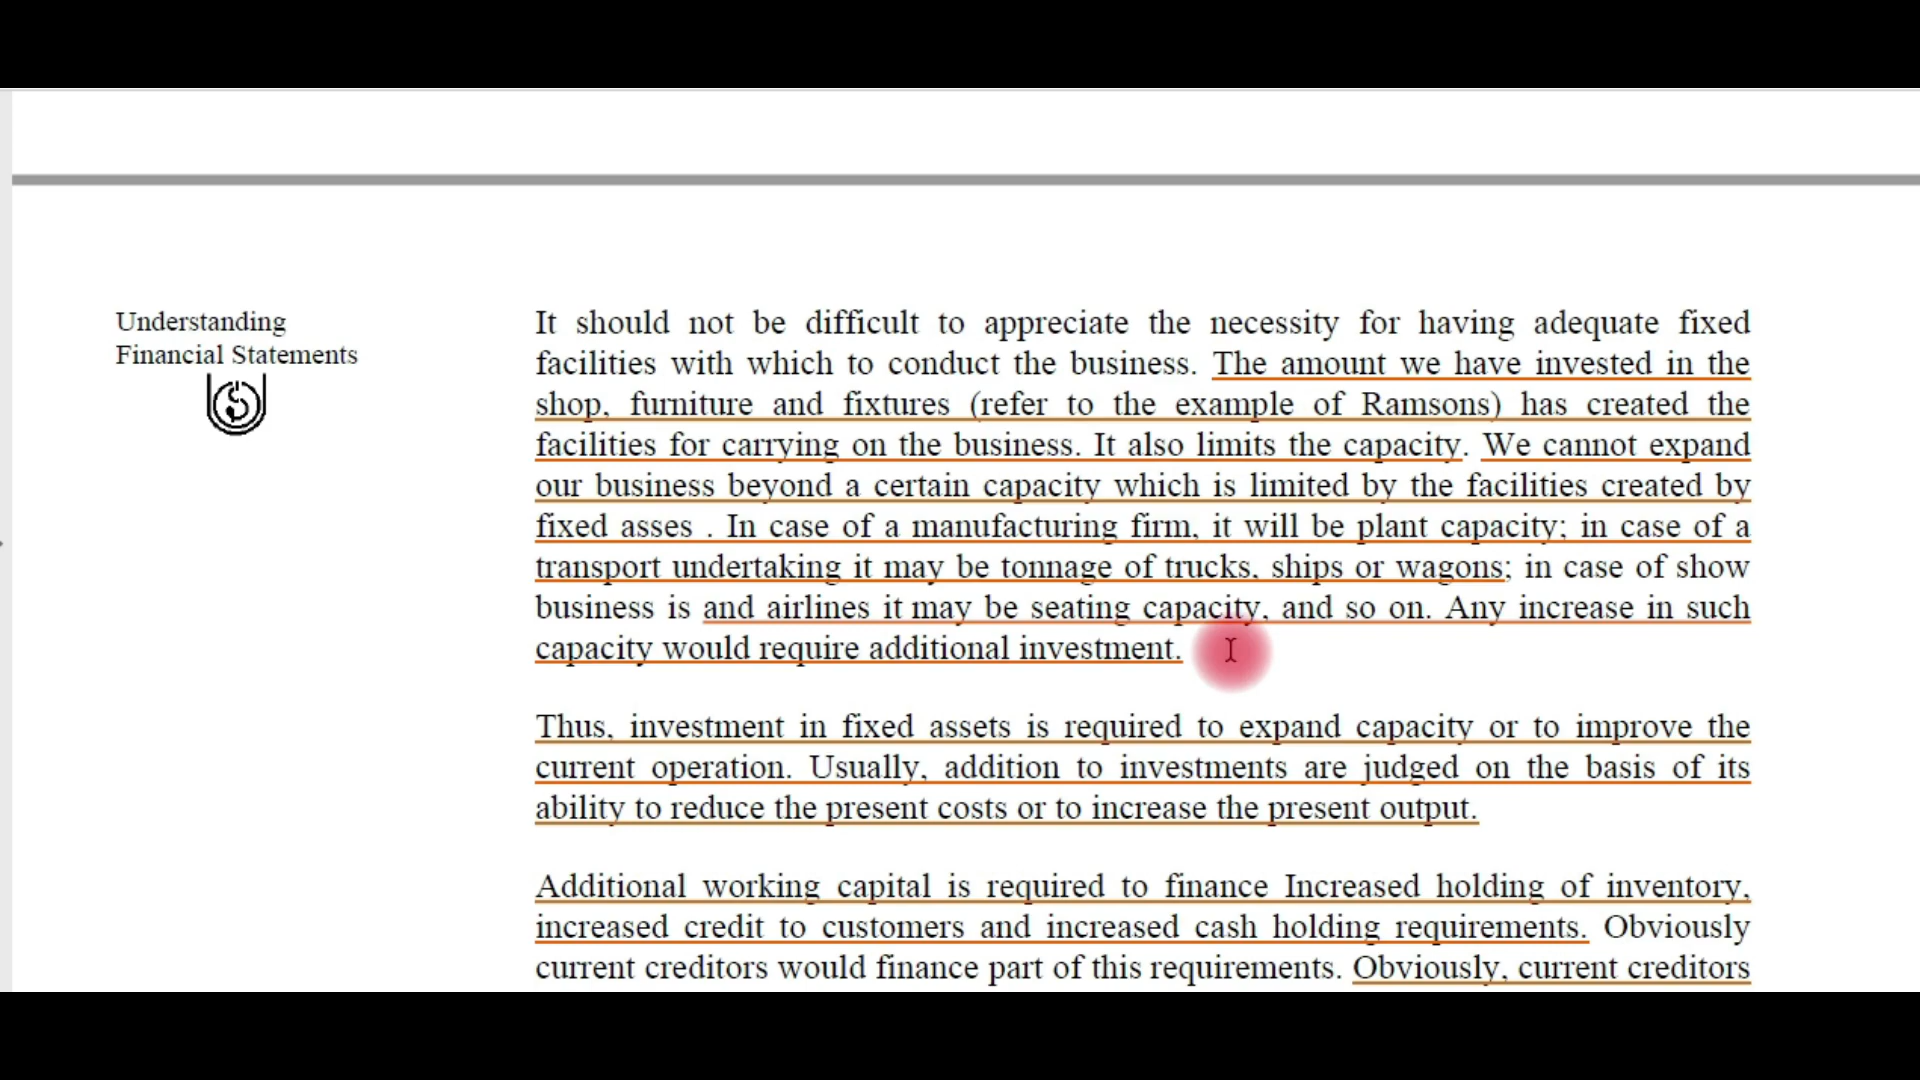 Understanding
Financial Statements
It should not be difficult to appreciate the necessity for having adequate fixed
facilities with which to conduct the business. The amount we have invested in the
shop, furniture and fixtures (refer to the example of Ramsons) has created the
facilities for carrying on the business. It also limits the capacity. We cannot expand
our business beyond a certain capacity which is limited by the facilities created by
fixed asses . In case of a manufacturing firm, it will be plant capacity; in case of a
transport undertaking it may be tonnage of trucks, ships or wagons; in case of show
business is and airlines it may be seating capacity, and so on. Any increase in such
capacity would require additional investment.
Thus, investment in fixed assets is required to expand capacity or to improve the
current operation. Usually, addition to investments are judged on the basis of its
ability to reduce the present costs or to increase the present output.
Additional working capital is required to finance Increased holding of inventory,
increased credit to customers and increased cash holding requirements. Obviously
current creditors would finance part of this requirements. Obviously, current creditors